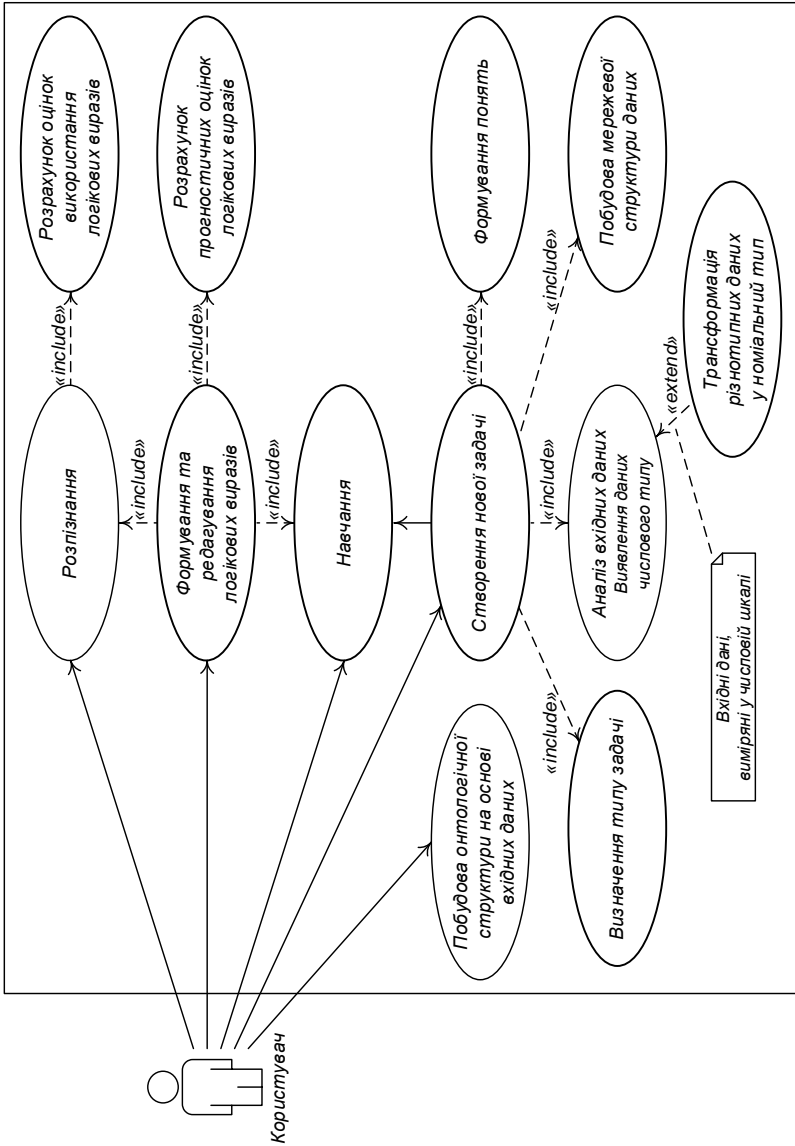 Розрахунок оцінок
використання
логікових виразів
«include»
Розпізнання
Розрахунок
прогностичних оцінок
логікових виразів
«include»
«include»
Формування та
редагування
логікових виразів
«include»
Навчання
Формування понять
«include»
Створення нової задачі
Побудова мережевої
структури даних
«include»
«include»
Аналіз вхідних даних
Виявлення даних
числового типу
Трансформація
різнотипних даних
у номіальний тип
«extend»
Вхідні дані,
виміряні у числовій шкалі
«include»
Побудова онтологічної
структури на основі
вхідних даних
Визначення типу задачі
Користувач